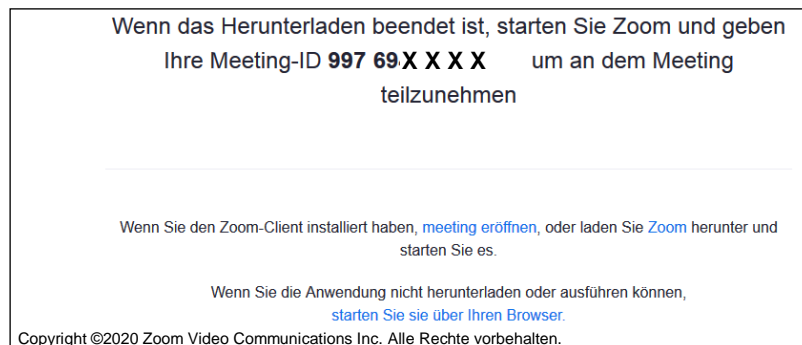 Wenn das Herunterladen beendet ist, starten Sie Zoom und geben
Ihre Meeting-ID 997 69 X X X X um an dem Meeting
teilzunehmen
Wenn Sie den Zoom-Client installiert haben, meeting eröffnen, oder laden Sie Zoom herunter und
starten Sie es.
Wenn Sie die Anwendung nicht herunterladen oder ausführen können,
starten Sie sie über Ihren Browser.
Copyright ©2020 Zoom Video Communications Inc. Alle Rechte vorbehalten.